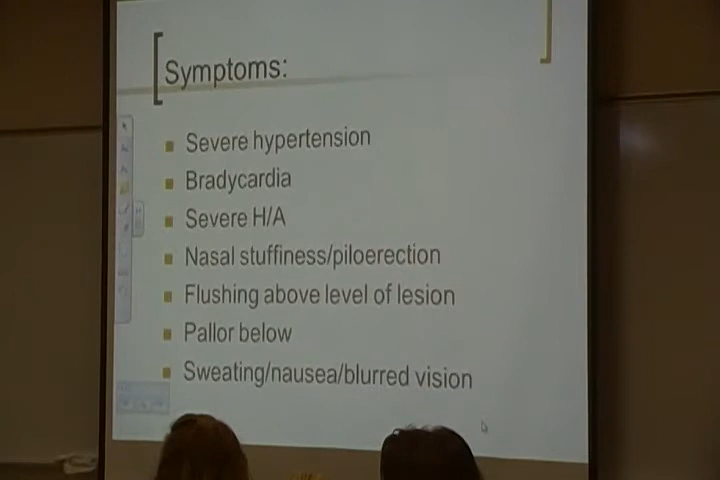 Symptoms:
Severe hypertension
Bradycardia
Severe H/A
Nasal stuffiness/piloerection
Flushing above level of lesion
Pallor below
Sweating/nausea/blurred vision